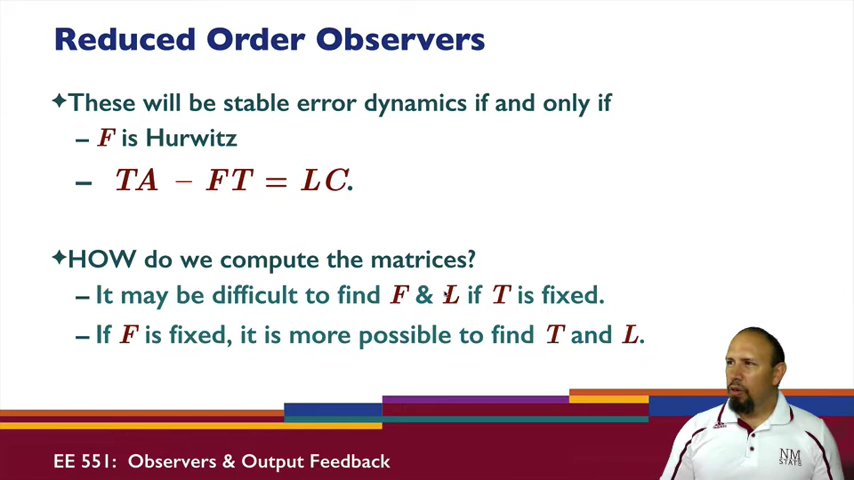 Reduced Order Observers
✦These will be stable error dynamics if and only if
– F is Hurwitz
– TA − FT = LC.
✦HOW do we compute the matrices?
– It may be difficult to find F & L if T is fixed.
– If F is fixed, it is more possible to find T and L.
NM
STATE
EE 551: Observers & Output Feedback